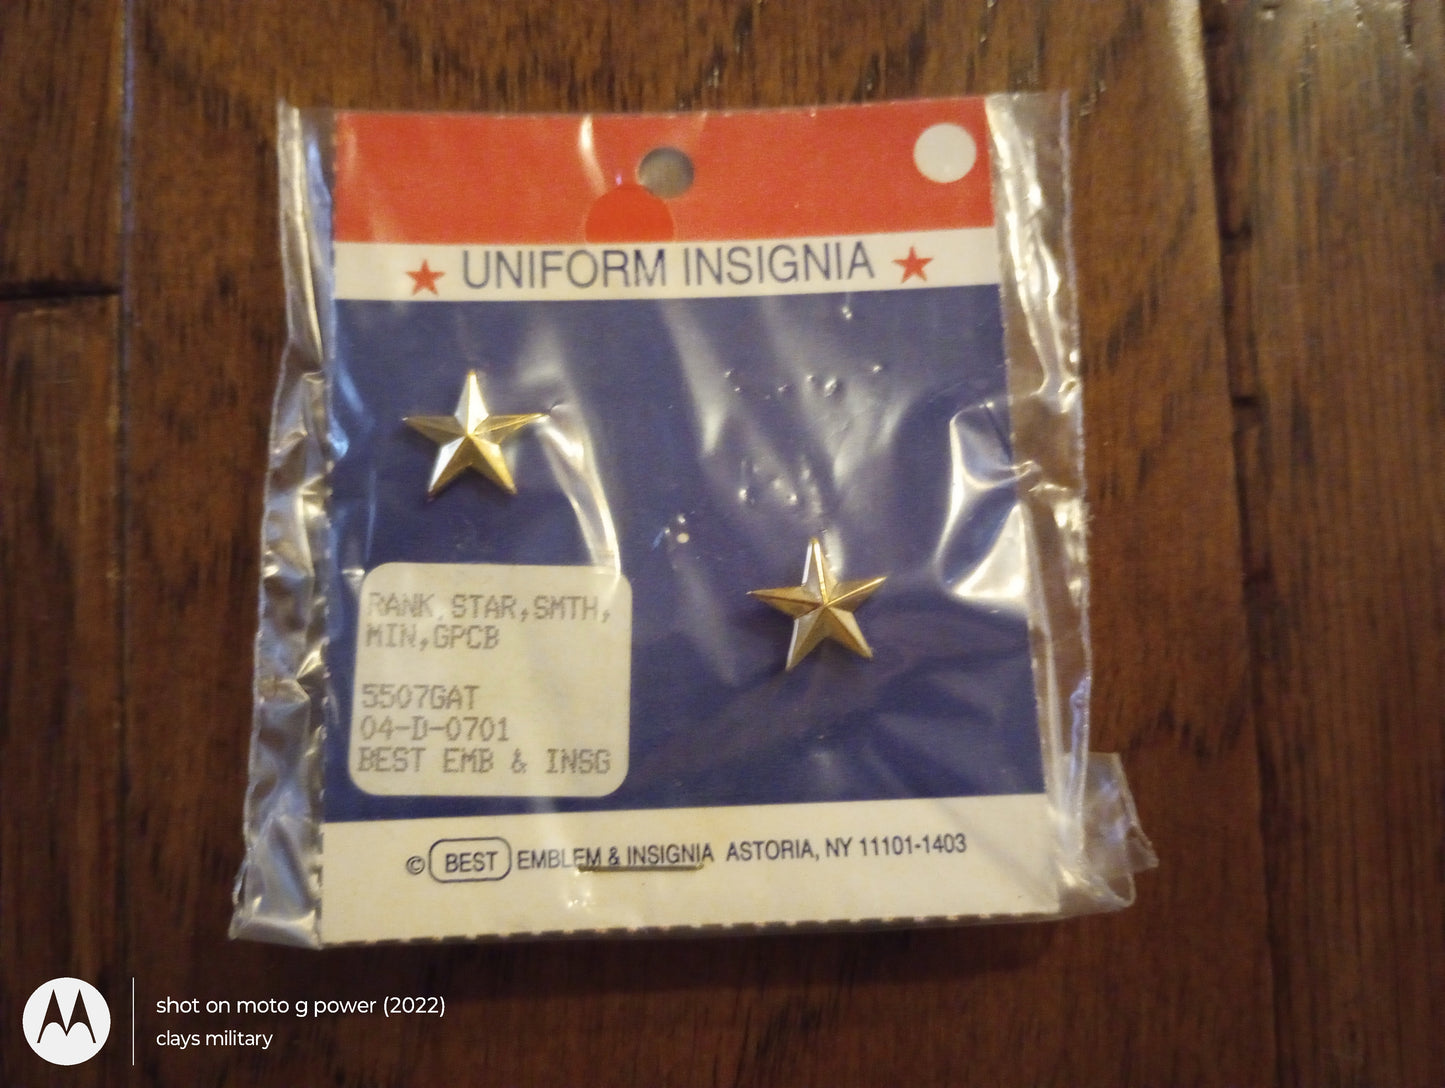 UNIFORM INSIGNIA
RANK,STAR,SMTH,
MIN,GPCB
5507GAT
04-D-0701
BEST EMB & INSG
© BEST EMBLEM & INSIGNIA ASTORIA, NY 11101-1403
shot on moto g power (2022)
clays military